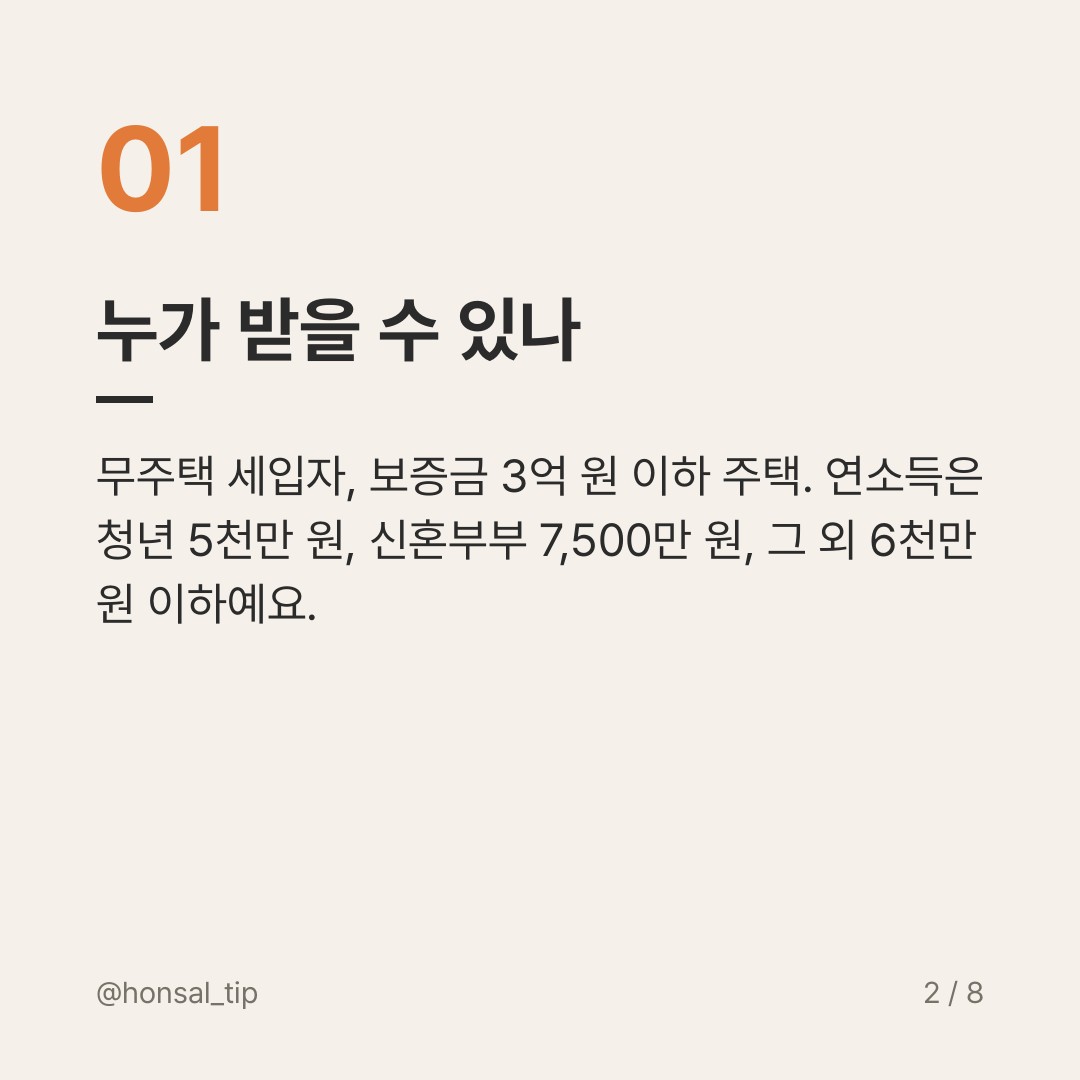 01
누가 받을 수 있나
무주택 세입자, 보증금 3억 원 이하 주택. 연소득은
청년 5천만 원, 신혼부부 7,500만 원, 그 외 6천만
원 이하예요.
@honsal_tip
2 / 8